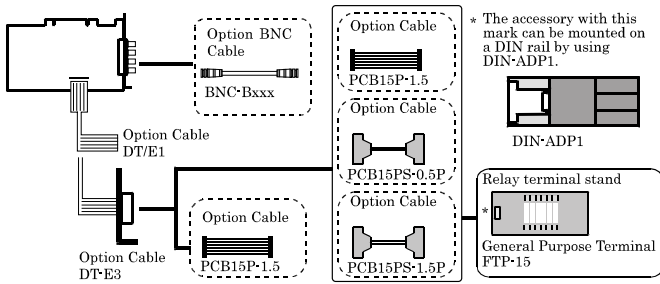 Option BNC
Cable
BNC-Bxxx
Option Cable
DT/E1
Option Cable
DT-E3
Option Cable
PCB15P-1.5
Option Cable
PCB15P-1.5
Option Cable
PCB15PS-0.5P
Option Cable
PCB15PS-1.5P
* The accessory with this
mark can be mounted on
a DIN rail by using
DIN-ADP1.
DIN-ADP1
Relay terminal stand
*
General Purpose Terminal
FTP-15